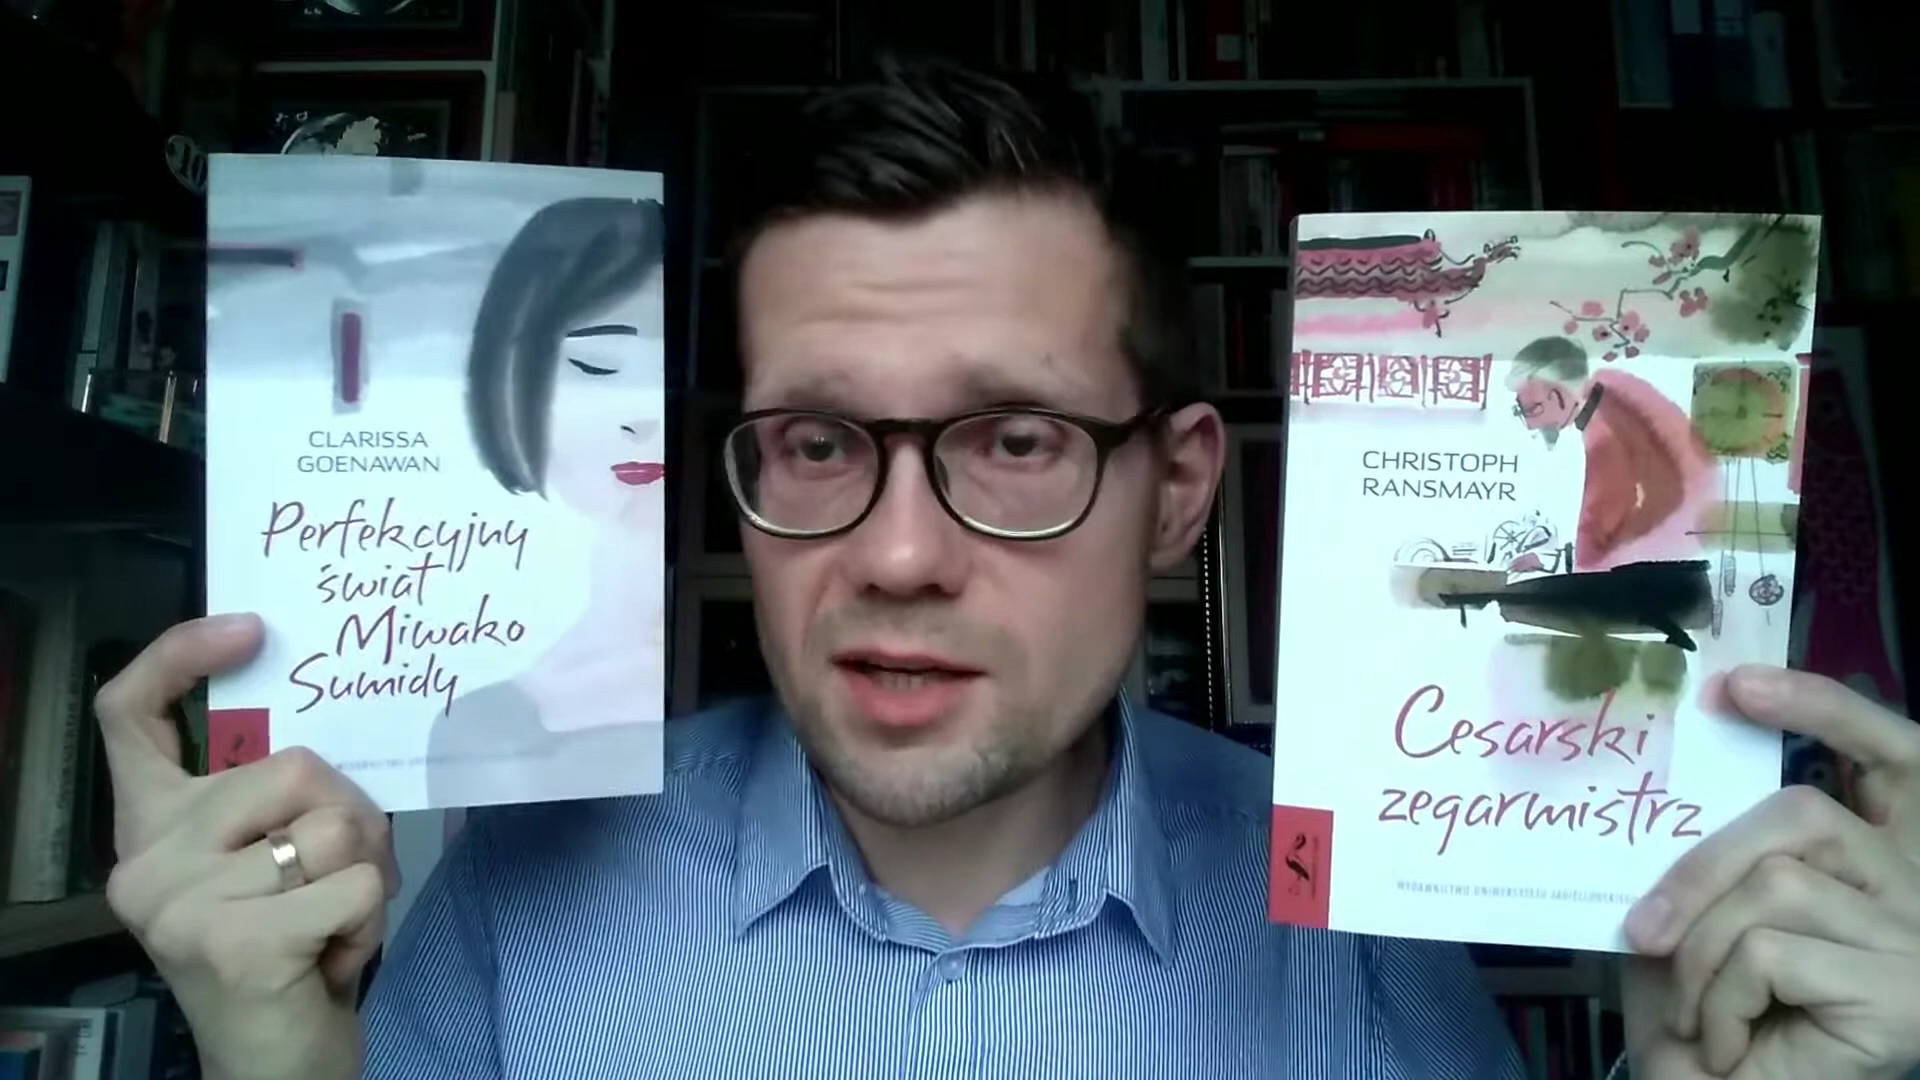 CLARISSA
GOENAWAN
Perfekcyjny
świat
Miwako
Sumidy
CHRISTOPH
RANSMAYR
Cesarski
zegarmistrz
WYDAWNICTWO UNIWERSYTETU JAGIELLOŃSKIEGO